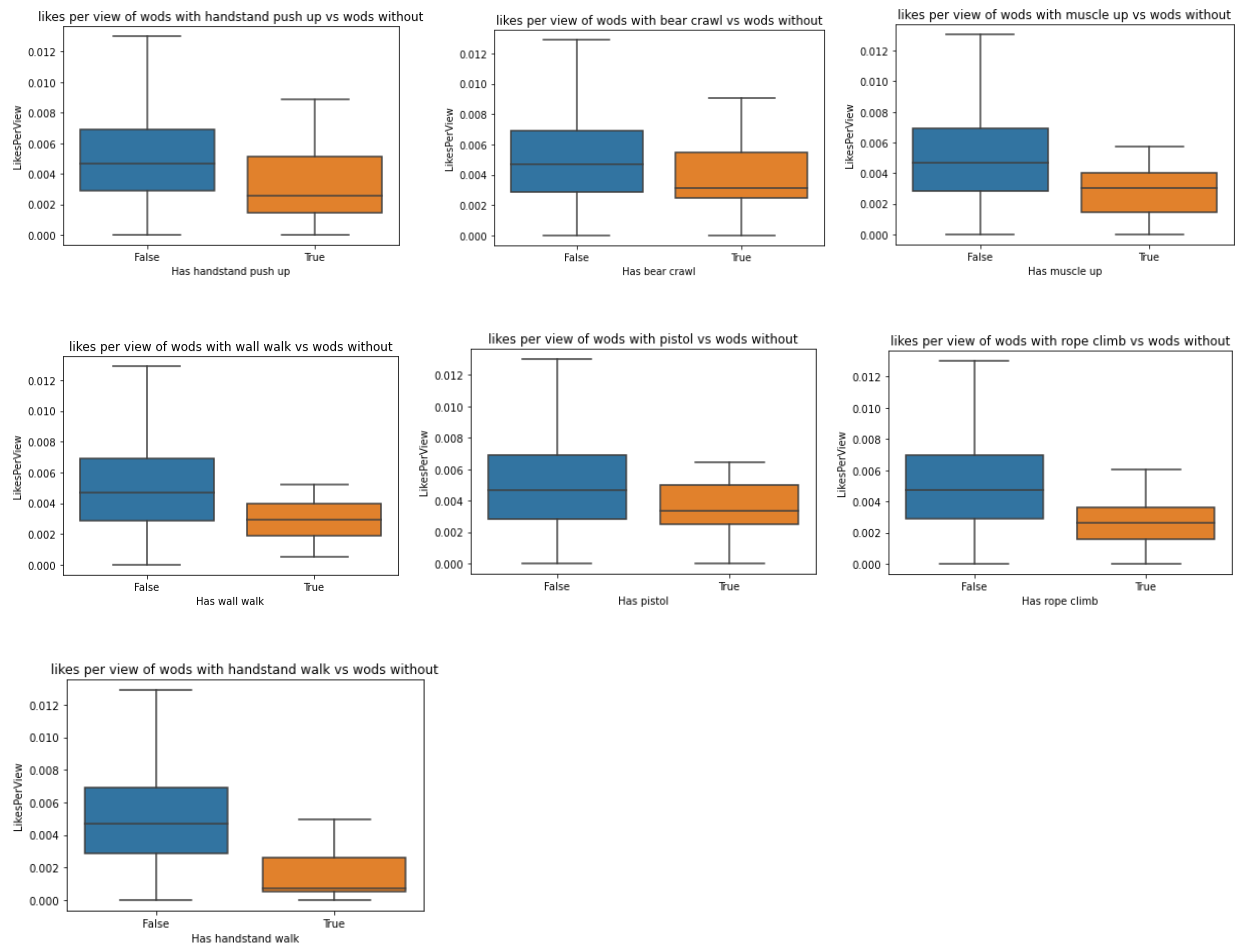 likes per view of wods with handstand push up vs wods without
0.012
0.010
0.008
0.006
0.004
0.002
0.000
LikesPerView
False
True
Has handstand push up
likes per view of wods with bear crawl vs wods without
0.012
0.010
0.008
0.006
0.004
0.002
0.000
LikesPerView
False
True
Has bear crawl
likes per view of wods with muscle up vs wods without
0.012
0.010
0.008
0.006
0.004
0.002
0.000
LikesPerView
False
True
Has muscle up
likes per view of wods with wall walk vs wods without
0.012
0.010
0.008
0.006
0.004
0.002
0.000
LikesPerView
False
True
Has wall walk
likes per view of wods with pistol vs wods without
0.012
0.010
0.008
0.006
0.004
0.002
0.000
LikesPerView
False
True
Has pistol
likes per view of wods with rope climb vs wods without
0.012
0.010
0.008
0.006
0.004
0.002
0.000
LikesPerView
False
True
Has rope climb
likes per view of wods with handstand walk vs wods without
0.012
0.010
0.008
0.006
0.004
0.002
0.000
LikesPerView
False
True
Has handstand walk